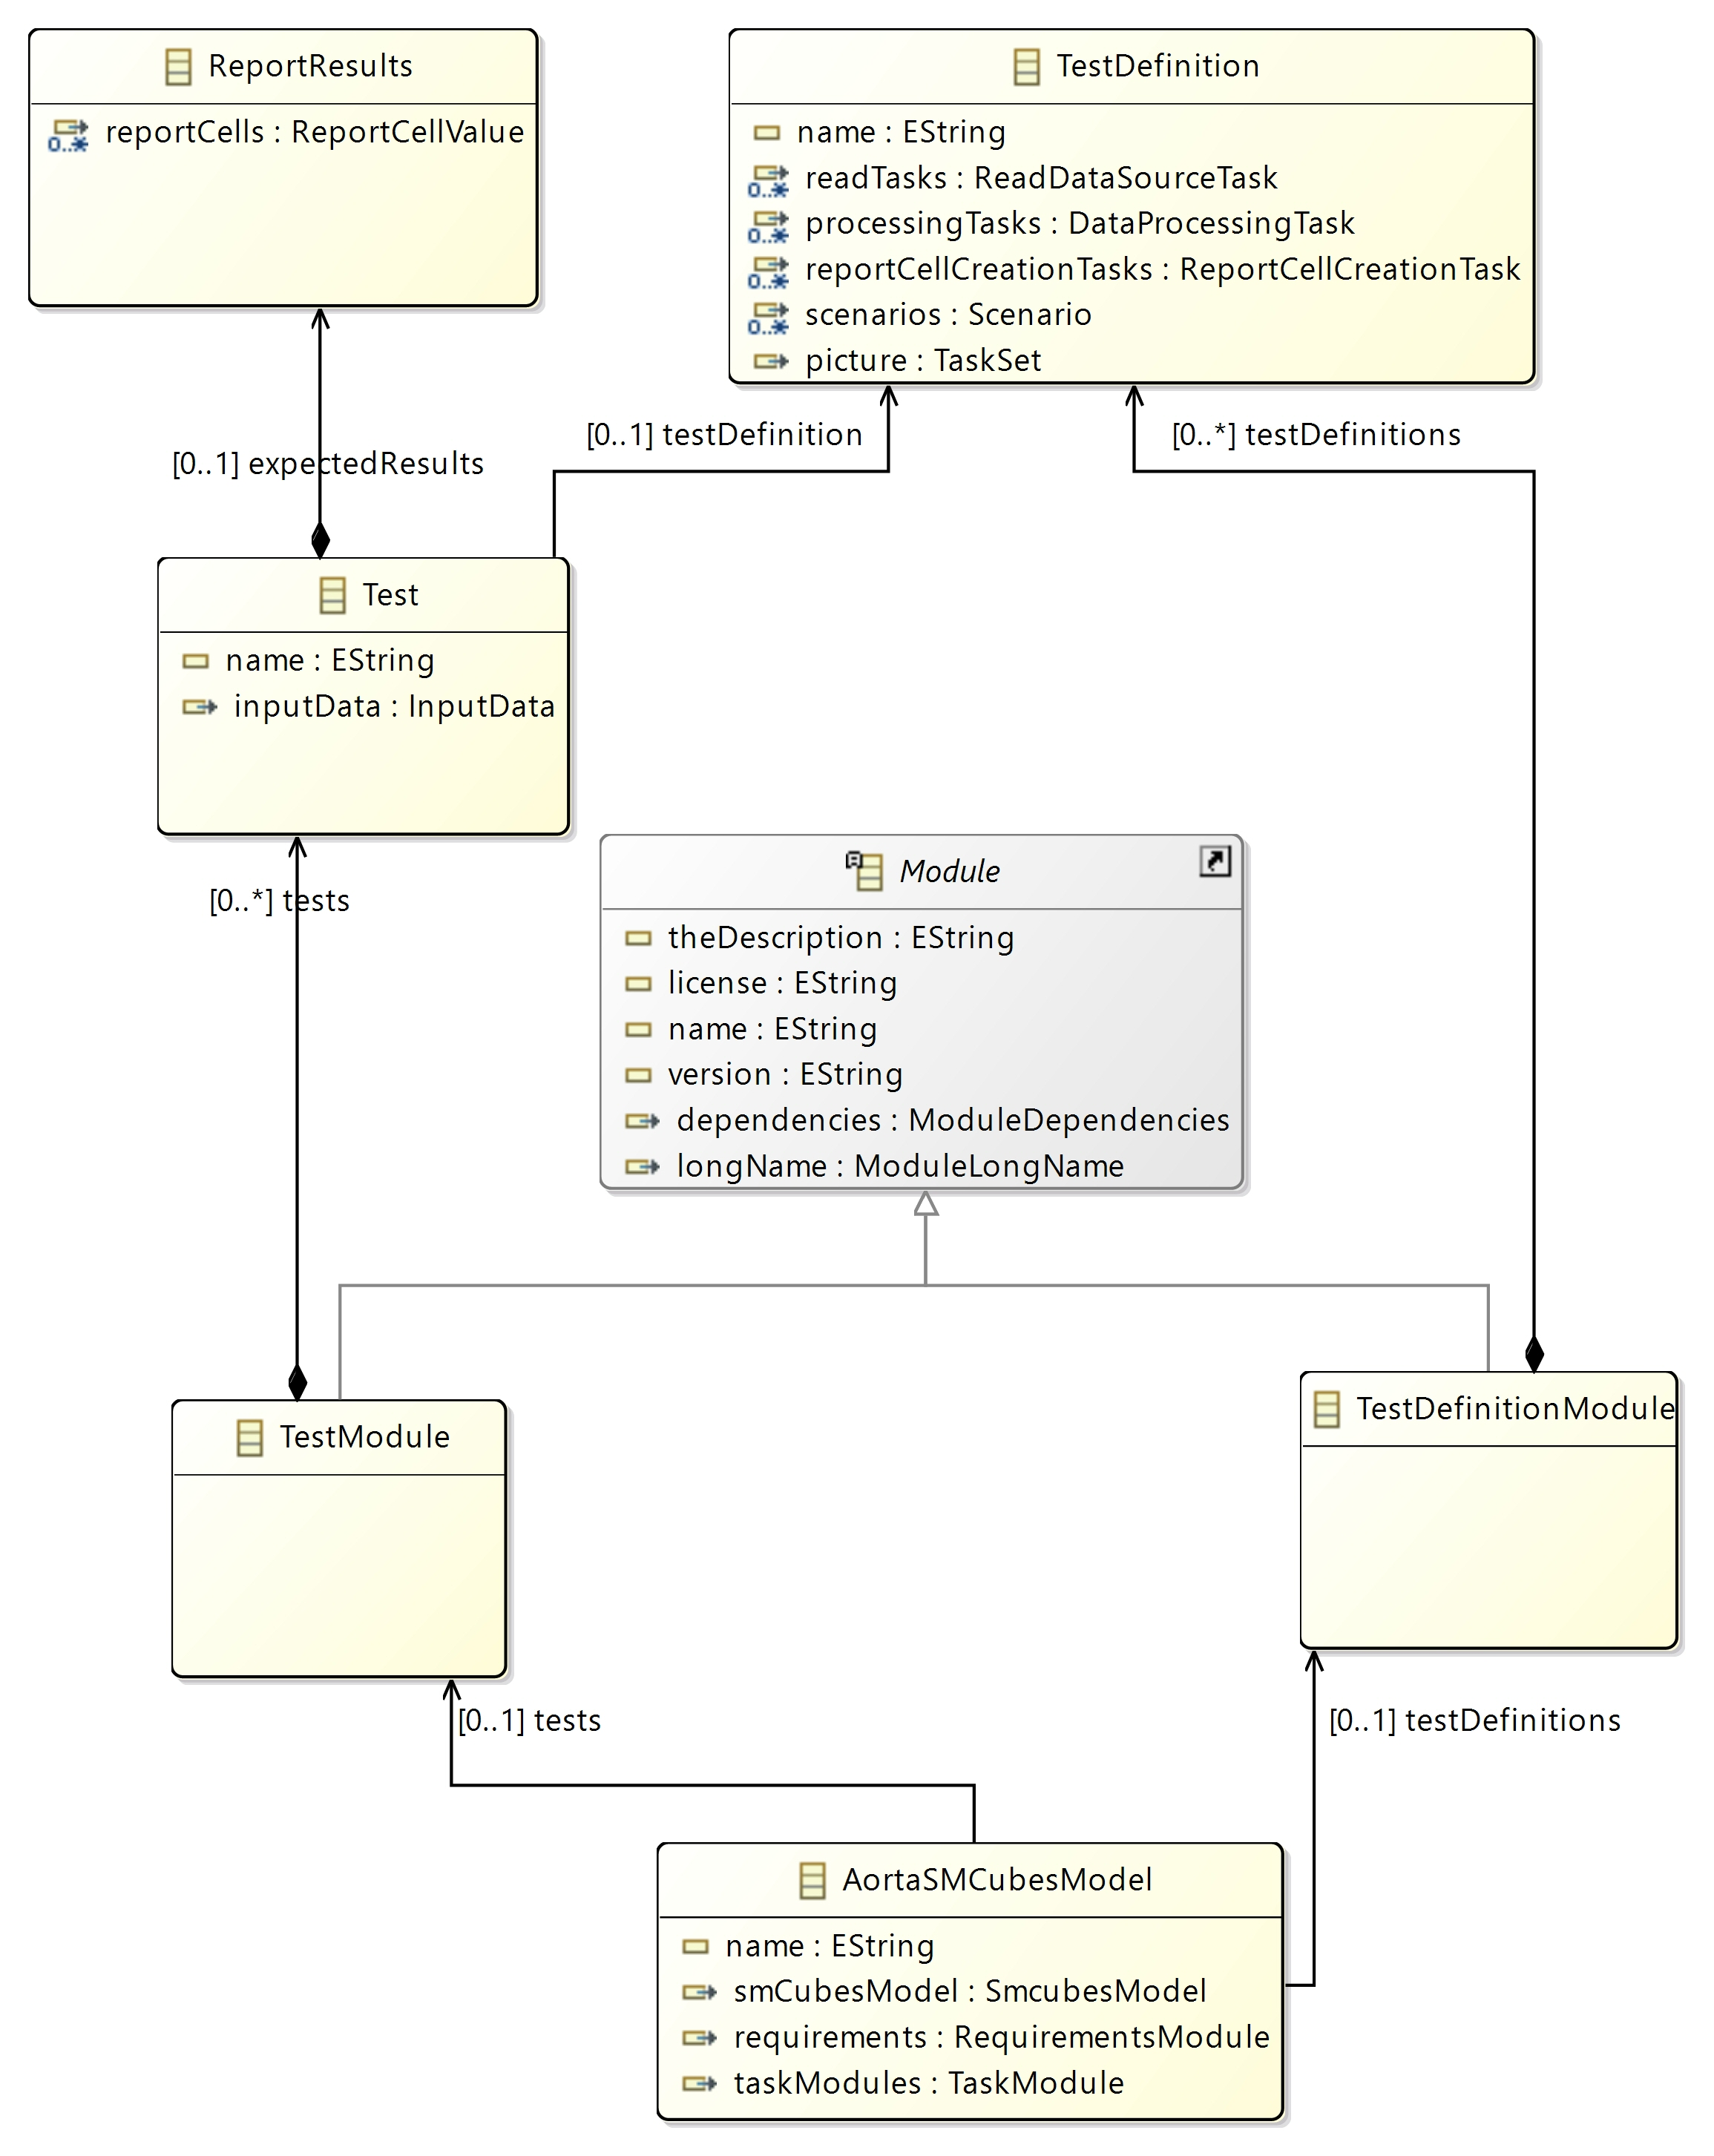 ReportResults
reportCells : ReportCellValue
0..*
TestDefinition
name : EString
readTasks : ReadDataSourceTask
0..*
processingTasks : DataProcessingTask
0..*
reportCellCreationTasks : ReportCellCreationTask
0..*
scenarios : Scenario
0..*
picture : TaskSet
[0..1] testDefinition
[0..*] testDefinitions
[0..1] expectedResults
Test
name : EString
inputData : InputData
[0..*] tests
Module
theDescription : EString
license : EString
name : EString
version : EString
dependencies : ModuleDependencies
longName : ModuleLongName
TestModule
TestDefinitionModule
[0..1] tests
[0..1] testDefinitions
AortaSMCubesModel
name : EString
smCubesModel : SmcubesModel
requirements : RequirementsModule
taskModules : TaskModule